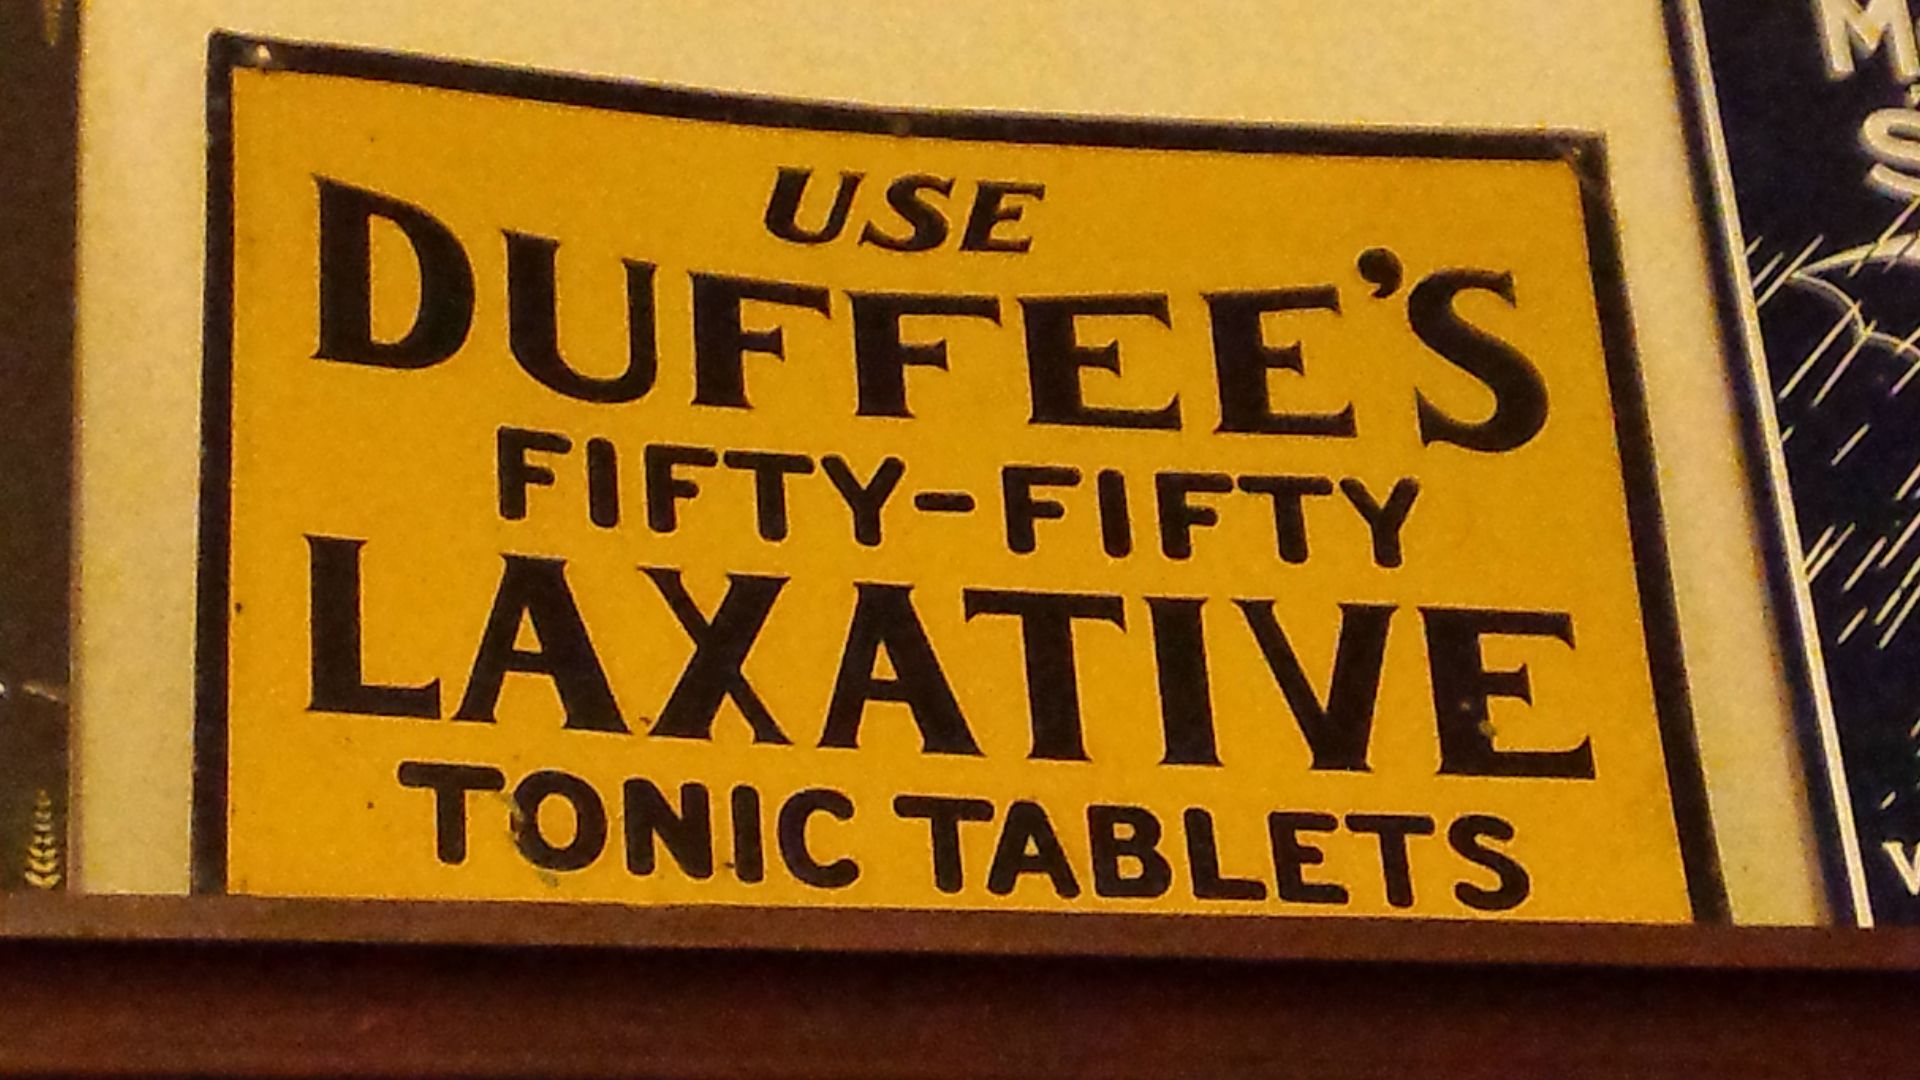 USE
DUFFEE'S
FIFTY-FIFTY
LAXATIVE
TONIC TABLETS